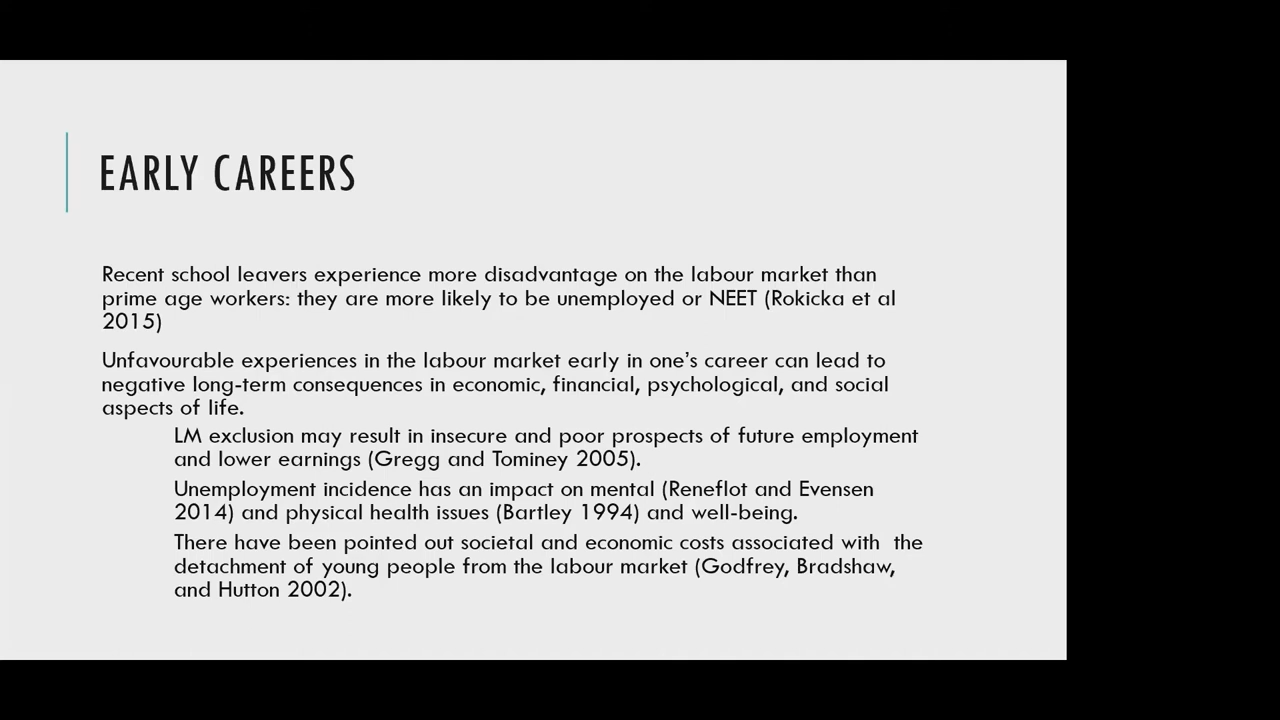 EARLY CAREERS
Recent school leavers experience more disadvantage on the labour market than
prime age workers: they are more likely to be unemployed or NEET (Rokicka et al
2015)
Unfavourable experiences in the labour market early in one's career can lead to
negative long-term consequences in economic, financial, psychological, and social
aspects of life.
LM exclusion may result in insecure and poor prospects of future employment
and lower earnings (Gregg and Tominey 2005).
Unemployment incidence has an impact on mental (Reneflot and Evensen
2014) and physical health issues (Bartley 1994) and well-being.
There have been pointed out societal and economic costs associated with  the
detachment of young people from the labour market (Godfrey, Bradshaw,
and Hutton 2002).